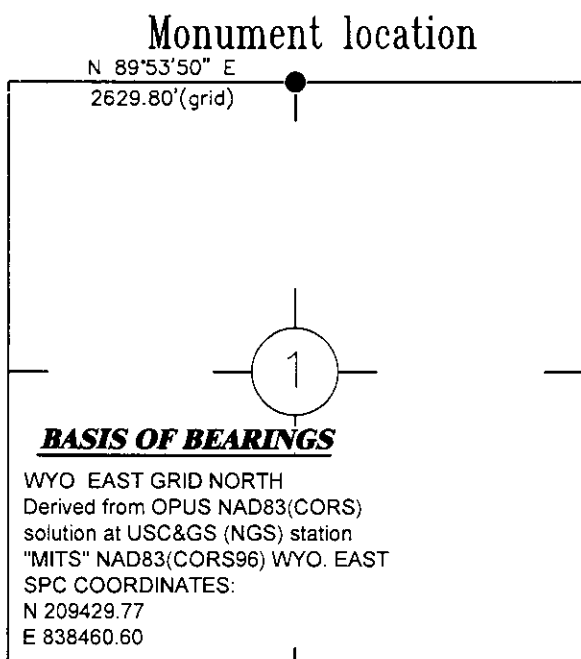 Monument location
N 89°53'50" E
2629.80'(grid)
1
BASIS OF BEARINGS
WYO EAST GRID NORTH
Derived from OPUS NAD83(CORS)
solution at USC&GS (NGS) station
"MITS" NAD83(CORS96) WYO. EAST
SPC COORDINATES:
N 209429.77
E 838460.60